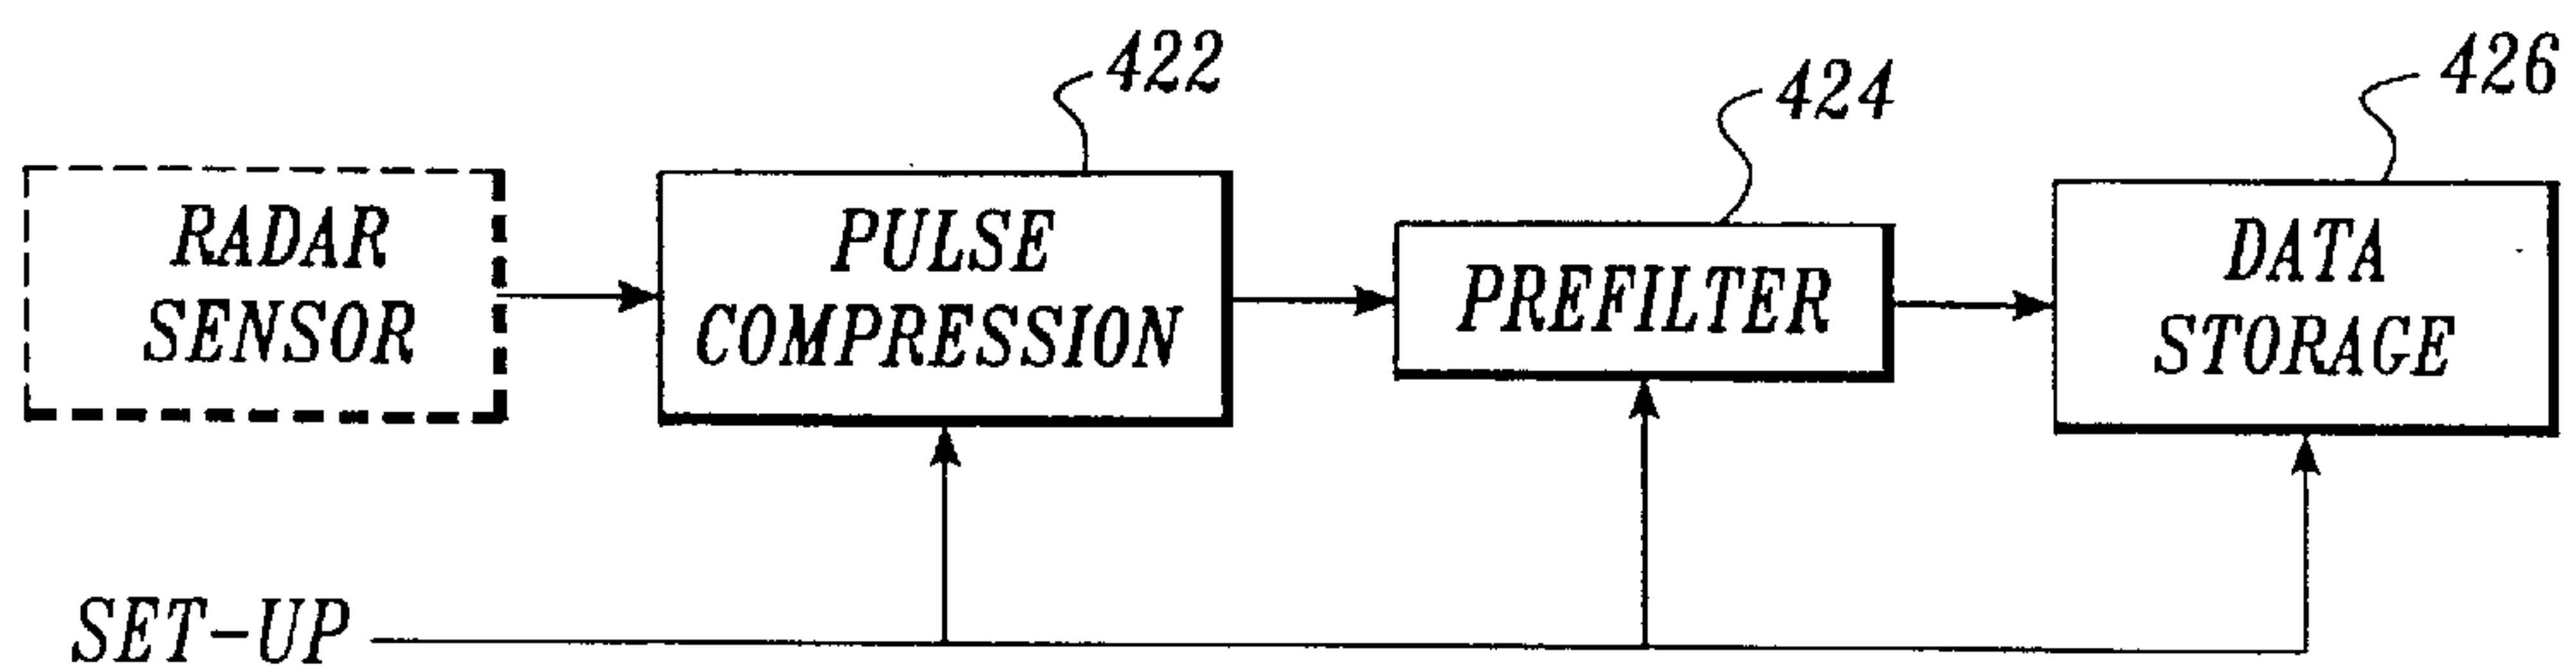 422
424
426
RADAR
SENSOR
PULSE
COMPRESSION
PREFILTER
DATA
STORAGE
SET-UP